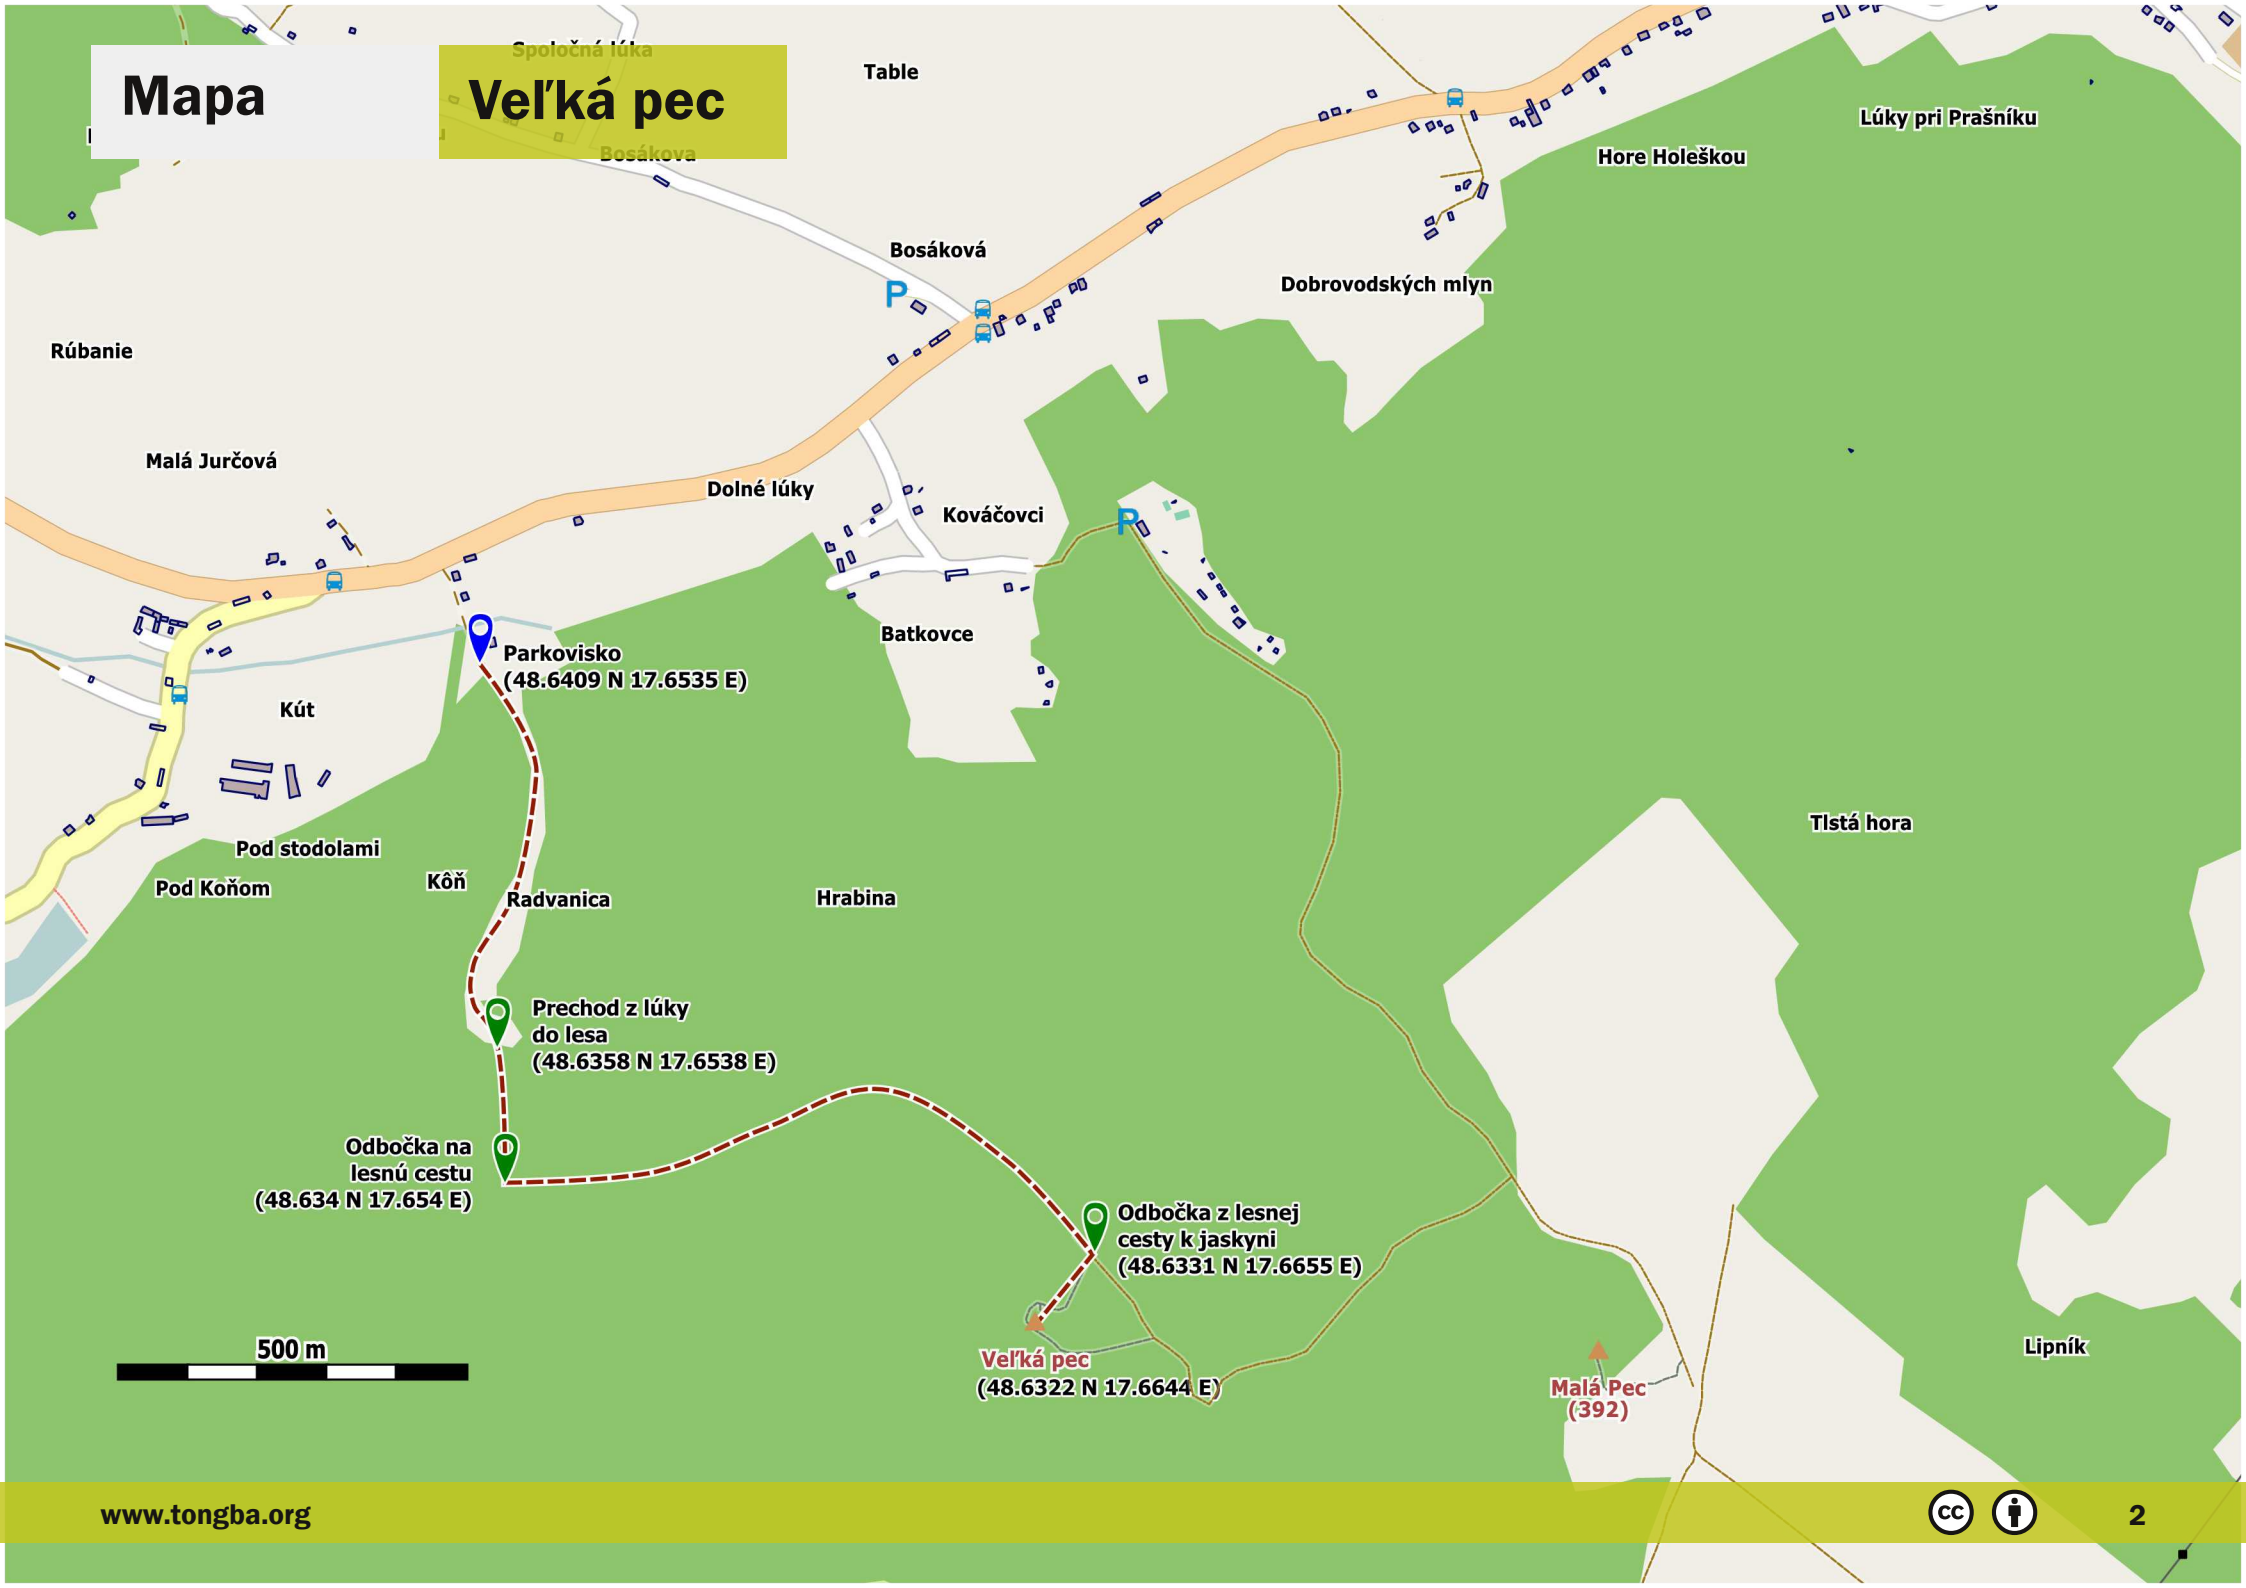 Mapa
Veľká pec
Spoločná lúka
Bosákova
Table
Lúky pri Prašníku
Hore Holeškou
Bosáková
P
Dobrovodských mlyn
Rúbanie
Malá Jurčová
Dolné lúky
Kováčovci
P
Batkovce
Parkovisko
(48.6409 N 17.6535 E)
Kút
Tlstá hora
Pod stodolami
Pod Koňom
Kôň
Radvanica
Hrabina
Prechod z lúky
do lesa
(48.6358 N 17.6538 E)
Odbočka na
lesnú cestu
(48.634 N 17.654 E)
Odbočka z lesnej
cesty k jaskyni
(48.6331 N 17.6655 E)
500 m
Veľká pec
(48.6322 N 17.6644 E)
Malá Pec
(392)
Lipník
www.tongba.org
cc
2